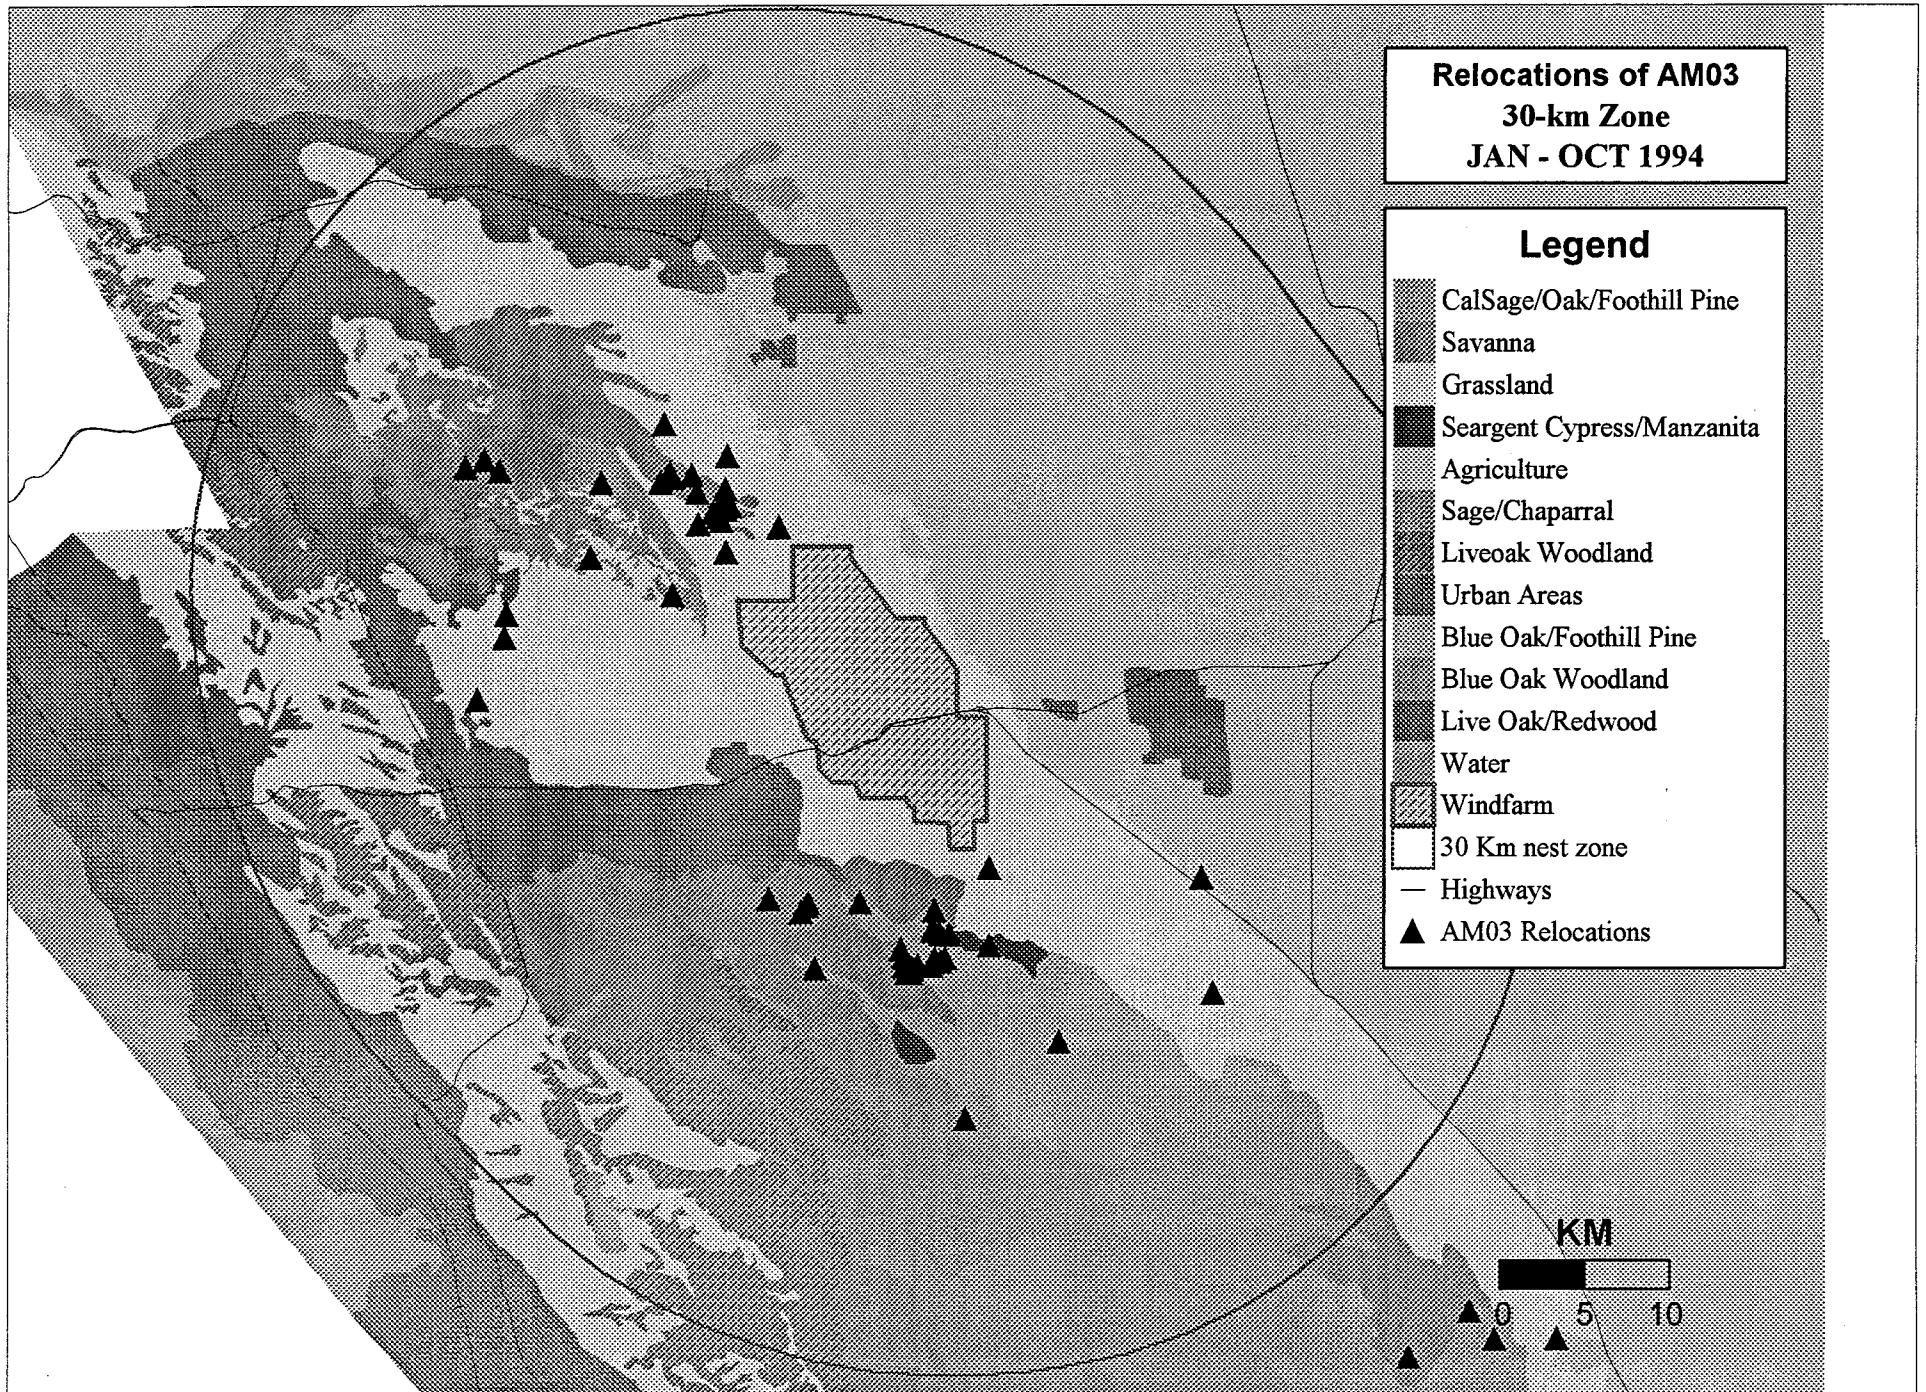 Relocations of AM03
30-km Zone
JAN - OCT 1994
Legend
CalSage/Oak/Foothill Pine
Savanna
Grassland
Seargent Cypress/Manzanita
Agriculture
Sage/Chaparral
Liveoak Woodland
Urban Areas
Blue Oak/Foothill Pine
Blue Oak Woodland
Live Oak/Redwood
Water
Windfarm
30 Km nest zone
Highways
AM03 Relocations
KM
0 5 10